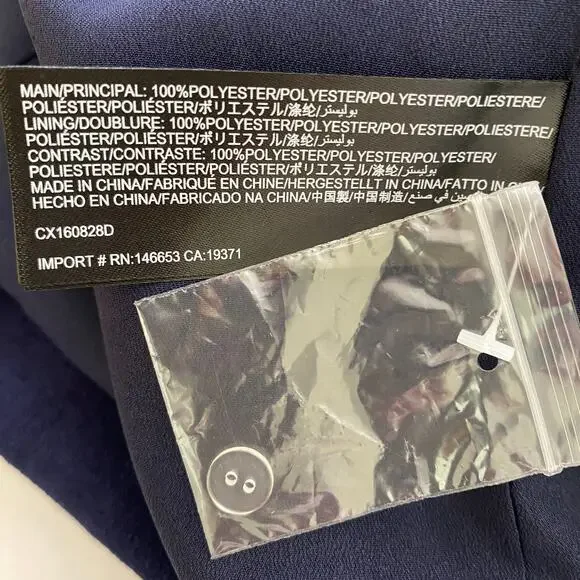 MAIN/PRINCIPAL: 100%POLYESTER/POLYESTER/POLYESTER/POLIESTERE/
POLIÉSTER/POLIÉSTER/ポリエステル/涤纶/بوليستر/
LINING/DOUBLURE: 100%POLYESTER/POLYESTER/POLYESTER/POLIESTERE/
POLIÉSTER/POLIÉSTER/ポリエステル/涤纶/بوليستر/
CONTRAST/CONTRASTE: 100%POLYESTER/POLYESTER/POLYESTER/
POLIESTERE/POLIÉSTER/POLIÉSTER/ポリエステル/涤纶/بوليستر/
MADE IN CHINA/FABRIQUÉ EN CHINE/HERGESTELLT IN CHINA/FATTO IN
HECHO EN CHINA/FABRICADO NA CHINA/中国製/中国制造/صنع في
CX160828D
IMPORT # RN:146653 CA:19371